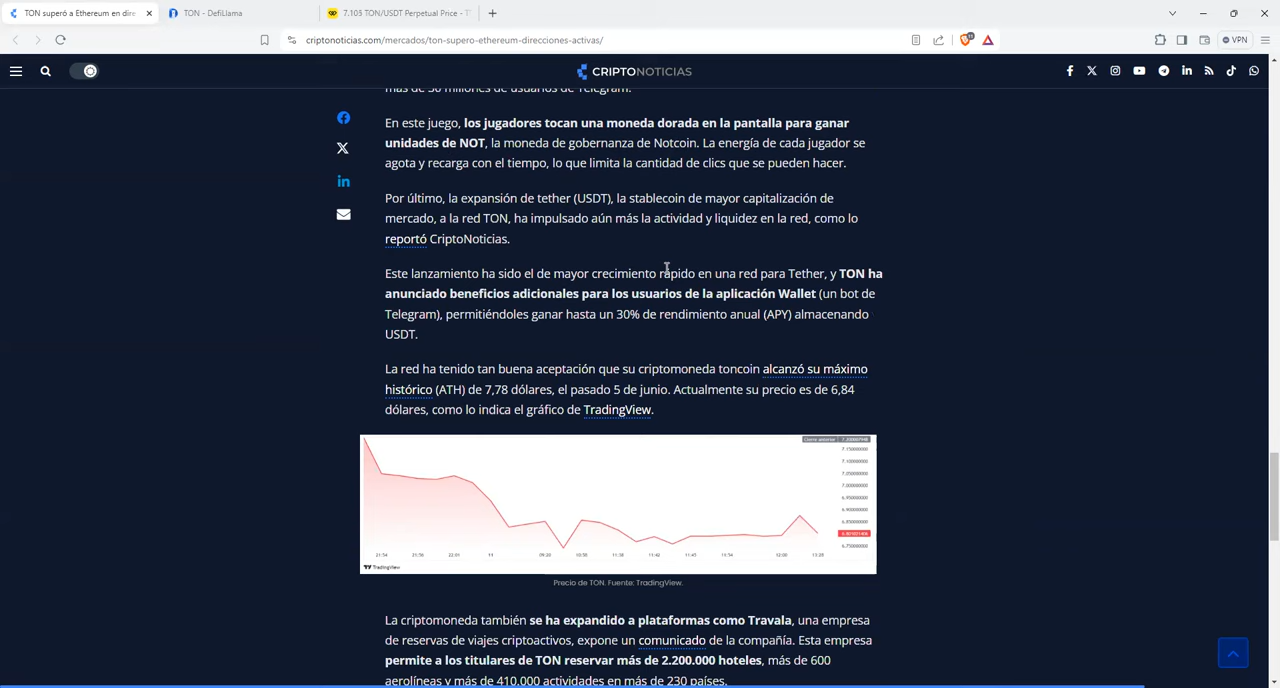 TON superó a Ethereum en dire
TON - DefiLlama
7.105 TON/USDT Perpetual Price - T
criptonoticias.com/mercados/ton-supero-ethereum-direcciones-activas/
VPN
CRIPTONOTICIAS
más de 30 millones de usuarios de Telegram.
En este juego, los jugadores tocan una moneda dorada en la pantalla para ganar
unidades de NOT, la moneda de gobernanza de Notcoin. La energía de cada jugador se
agota y recarga con el tiempo, lo que limita la cantidad de clics que se pueden hacer.
Por último, la expansión de tether (USDT), la stablecoin de mayor capitalización de
mercado, a la red TON, ha impulsado aún más la actividad y liquidez en la red, como lo
reportó CriptoNoticias.
Este lanzamiento ha sido el de mayor crecimiento rápido en una red para Tether, y TON ha
anunciado beneficios adicionales para los usuarios de la aplicación Wallet (un bot de
Telegram), permitiéndoles ganar hasta un 30% de rendimiento anual (APY) almacenando
USDT.
La red ha tenido tan buena aceptación que su criptomoneda toncoin alcanzó su máximo
histórico (ATH) de 7,78 dólares, el pasado 5 de junio. Actualmente su precio es de 6,84
dólares, como lo indica el gráfico de TradingView.
Cierre anterior
TradingView
Precio de TON. Fuente: TradingView.
La criptomoneda también se ha expandido a plataformas como Travala, una empresa
de reservas de viajes criptoactivos, expone un comunicado de la compañía. Esta empresa
permite a los titulares de TON reservar más de 2.200.000 hoteles, más de 600
aerolíneas y más de 410.000 actividades en más de 230 países.